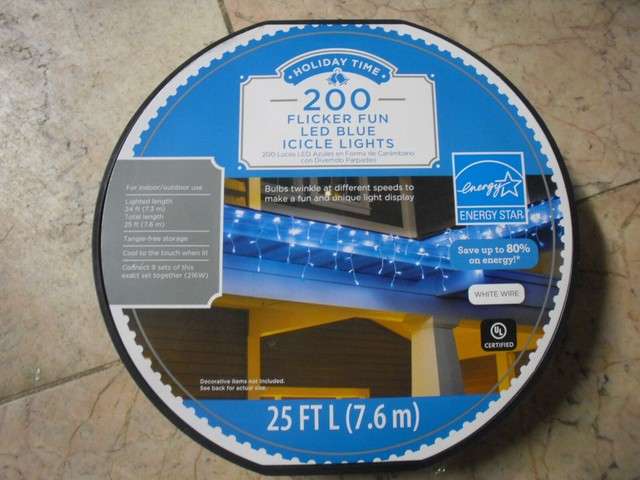 HOLIDAY TIME
200
FLICKER FUN
LED BLUE
ICICLE LIGHTS
200 Luces LED Azules en Forma de Carámbano
con Divertido Parpadeo
For indoor/outdoor use
Lighted length
24 ft (7.3 m)
Total length
25 ft (7.6 m)
Tangle-free storage
Cool to the touch when lit
Connect 9 sets of this
exact set together (216W)
Bulbs twinkle at different speeds to
make a fun and unique light display
energy
ENERGY STAR
Save up to 80%
on energy!*
WHITE WIRE
UL
CERTIFIED
Decorative items not included.
See back for actual size.
25 FT L (7.6 m)